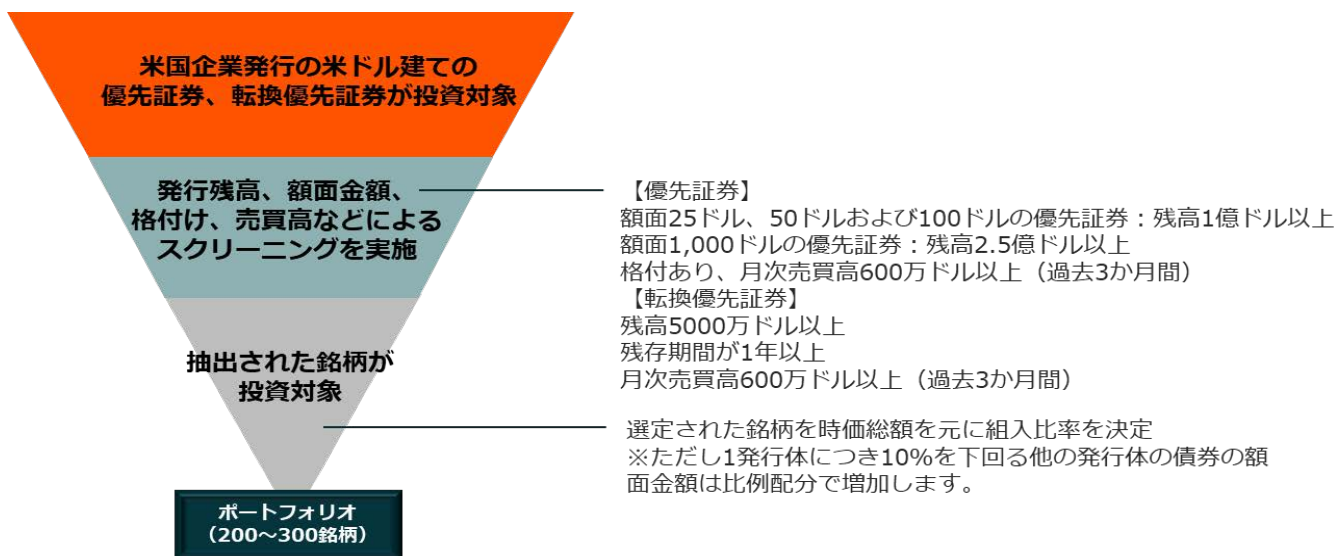 米国企業発行の米ドル建ての
優先証券、転換優先証券が投資対象
発行残高、額面金額、
格付け、売買高などによる
スクリーニングを実施
【優先証券】
額面25ドル、50ドルおよび100ドルの優先証券：残高1億ドル以上
額面1,000ドルの優先証券：残高2.5億ドル以上
格付あり、月次売買高600万ドル以上（過去3か月間）
【転換優先証券】
残高5000万ドル以上
残存期間が1年以上
月次売買高600万ドル以上（過去3か月間）
抽出された銘柄が
投資対象
選定された銘柄を時価総額を元に組入比率を決定
※ただし1発行体につき10%を下回る他の発行体の債券の額
面金額は比例配分で増加します。
ポートフォリオ
（200～300銘柄）